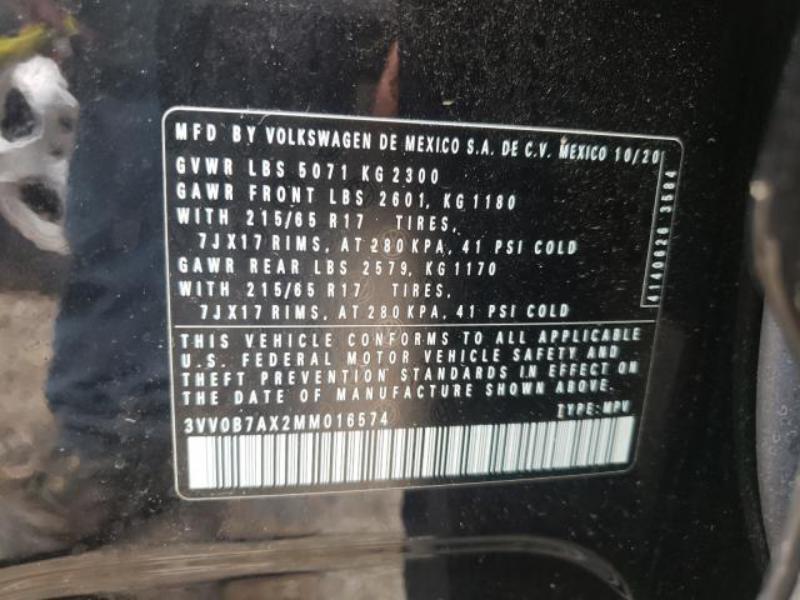 MFD BY VOLKSWAGEN DE MEXICO S.A. DE C.V. MEXICO 10/20
GVWR LBS 5071 KG 2300
GAWR FRONT LBS 2601, KG 1180
WITH 215/65 R17 TIRES,
7JX17 RIMS, AT 280 KPA, 41 PSI COLD
GAWR REAR LBS 2579, KG 1170
WITH 215/65 R17 TIRES,
7JX17 RIMS, AT 280 KPA, 41 PSI COLD
4140626 3584
THIS VEHICLE CONFORMS TO ALL APPLICABLE
U.S. FEDERAL MOTOR VEHICLE SAFETY AND
THEFT PREVENTION STANDARDS IN EFFECT ON
THE DATE OF MANUFACTURE SHOWN ABOVE.
3VV0B7AX2MM016574 TYPE: MPV